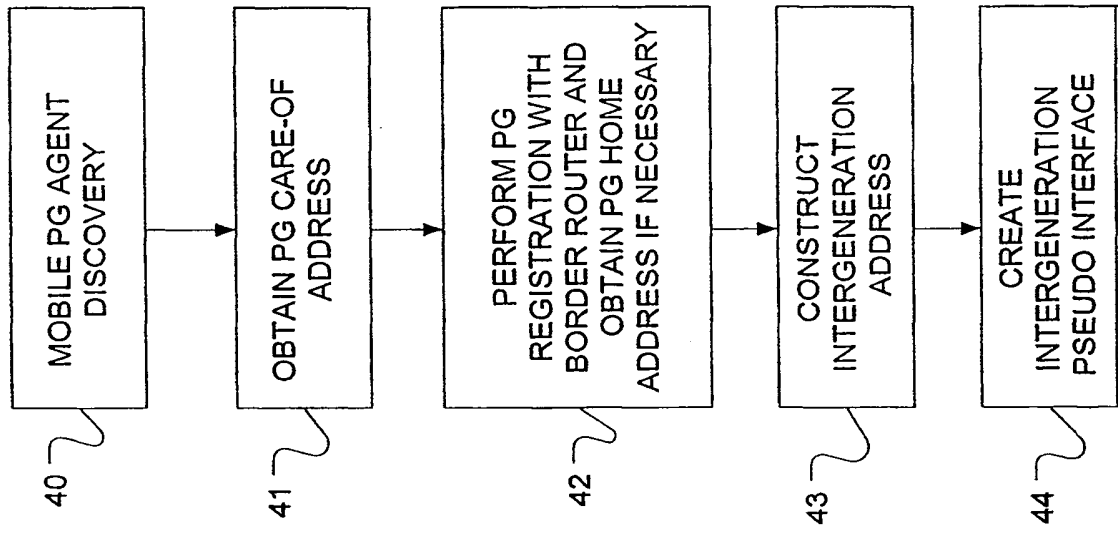 40
MOBILE PG AGENT
DISCOVERY
41
OBTAIN PG CARE-OF
ADDRESS
42
PERFORM PG
REGISTRATION WITH
BORDER ROUTER AND
OBTAIN PG HOME
ADDRESS IF NECESSARY
43
CONSTRUCT
INTERGENERATION
ADDRESS
44
CREATE
INTERGENERATION
PSEUDO INTERFACE